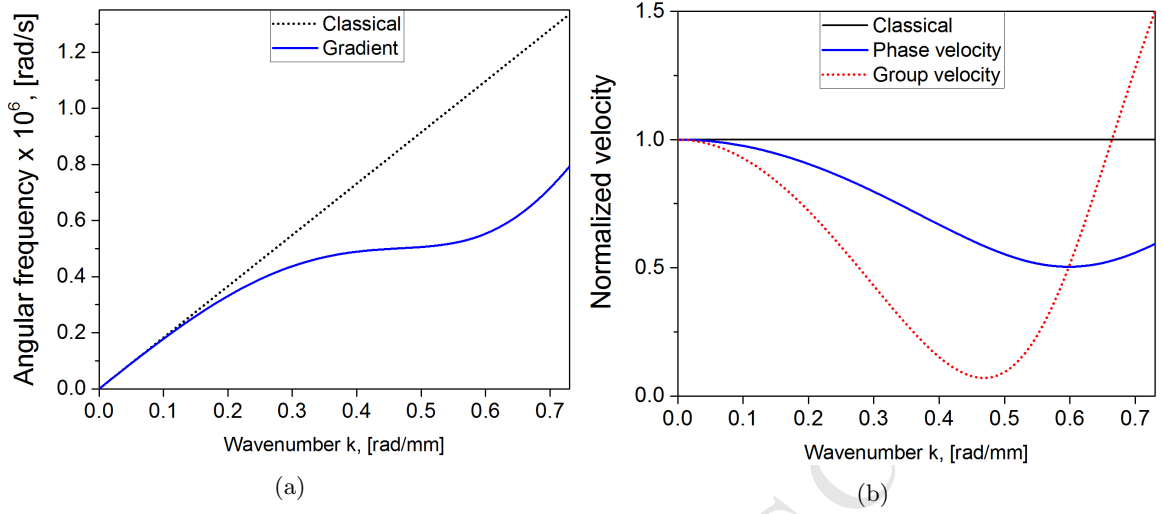 Classical
Gradient
Angular frequency x 10^6, [rad/s]
1.2
1.0
0.8
0.6
0.4
0.2
0.0
0.0 0.1 0.2 0.3 0.4 0.5 0.6 0.7
Wavenumber k, [rad/mm]
(a)
Classical
Phase velocity
Group velocity
Normalized velocity
1.5
1.0
0.5
0.0
0.0 0.1 0.2 0.3 0.4 0.5 0.6 0.7
Wavenumber k, [rad/mm]
(b)